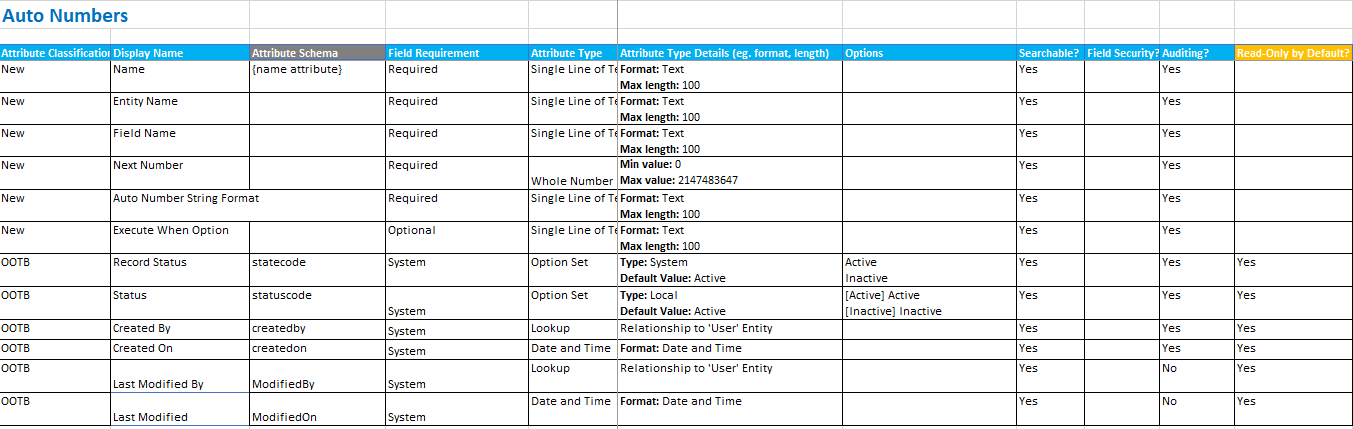 Auto Numbers
Attribute Classification Display Name Attribute Schema Field Requirement Attribute Type Attribute Type Details (eg. format, length) Options Searchable? Field Security? Auditing? Read-Only by Default?
New Name {name attribute} Required Single Line of Te Format: Text Yes Yes
Max length: 100
New Entity Name Required Single Line of Te Format: Text Yes Yes
Max length: 100
New Field Name Required Single Line of Te Format: Text Yes Yes
Max length: 100
New Next Number Required Min value: 0 Yes Yes
Whole Number Max value: 2147483647
New Auto Number String Format Required Single Line of Te Format: Text Yes Yes
Max length: 100
New Execute When Option Optional Single Line of Te Format: Text Yes Yes
Max length: 100
OOTB Record Status statecode System Option Set Type: System Active Yes Yes Yes
Default Value: Active Inactive
OOTB Status statuscode Option Set Type: Local [Active] Active Yes Yes Yes
System Default Value: Active [Inactive] Inactive
OOTB Created By createdby System Lookup Relationship to 'User' Entity Yes Yes Yes
OOTB Created On createdon System Date and Time Format: Date and Time Yes Yes Yes
OOTB Lookup Relationship to 'User' Entity Yes No Yes
Last Modified By ModifiedBy System
OOTB Date and Time Format: Date and Time Yes No Yes
Last Modified ModifiedOn System